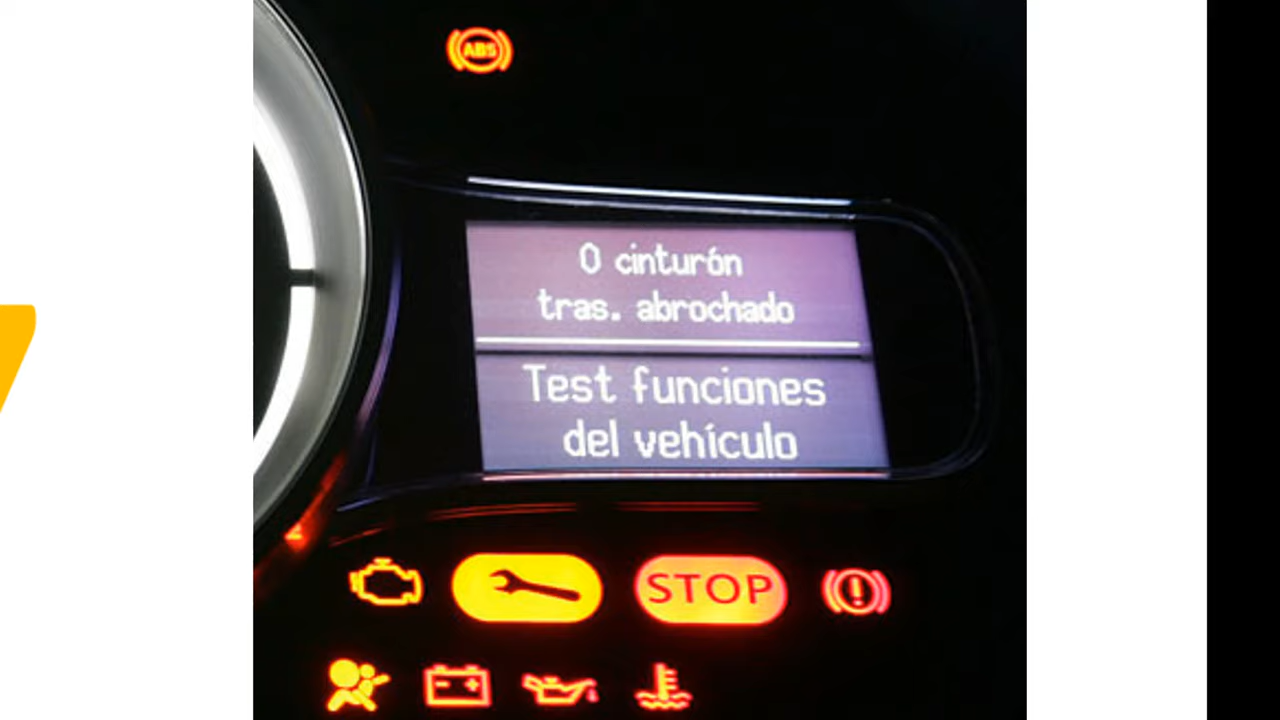 ABS
0 cinturón
tras. abrochado
Test funciones
del vehículo
STOP